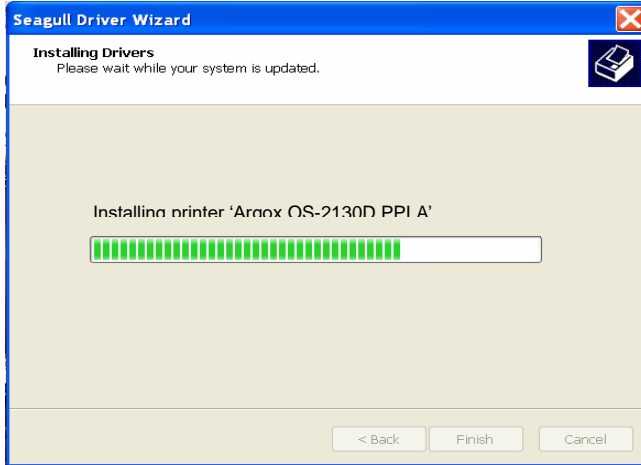 Seagull Driver Wizard
Installing Drivers
Please wait while your system is updated.
Installing printer ‘Argox OS-2130D PPLA’
< Back Finish Cancel